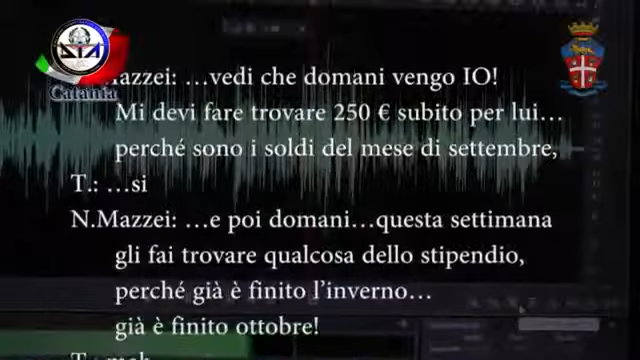 DIA
Catania
Mazzei: …vedi che domani vengo IO!
Mi devi fare trovare 250 € subito per lui…
perché sono i soldi del mese di settembre,
T.: …si
N.Mazzei: …e poi domani…questa settimana
gli fai trovare qualcosa dello stipendio,
perché già è finito l’inverno…
già è finito ottobre!